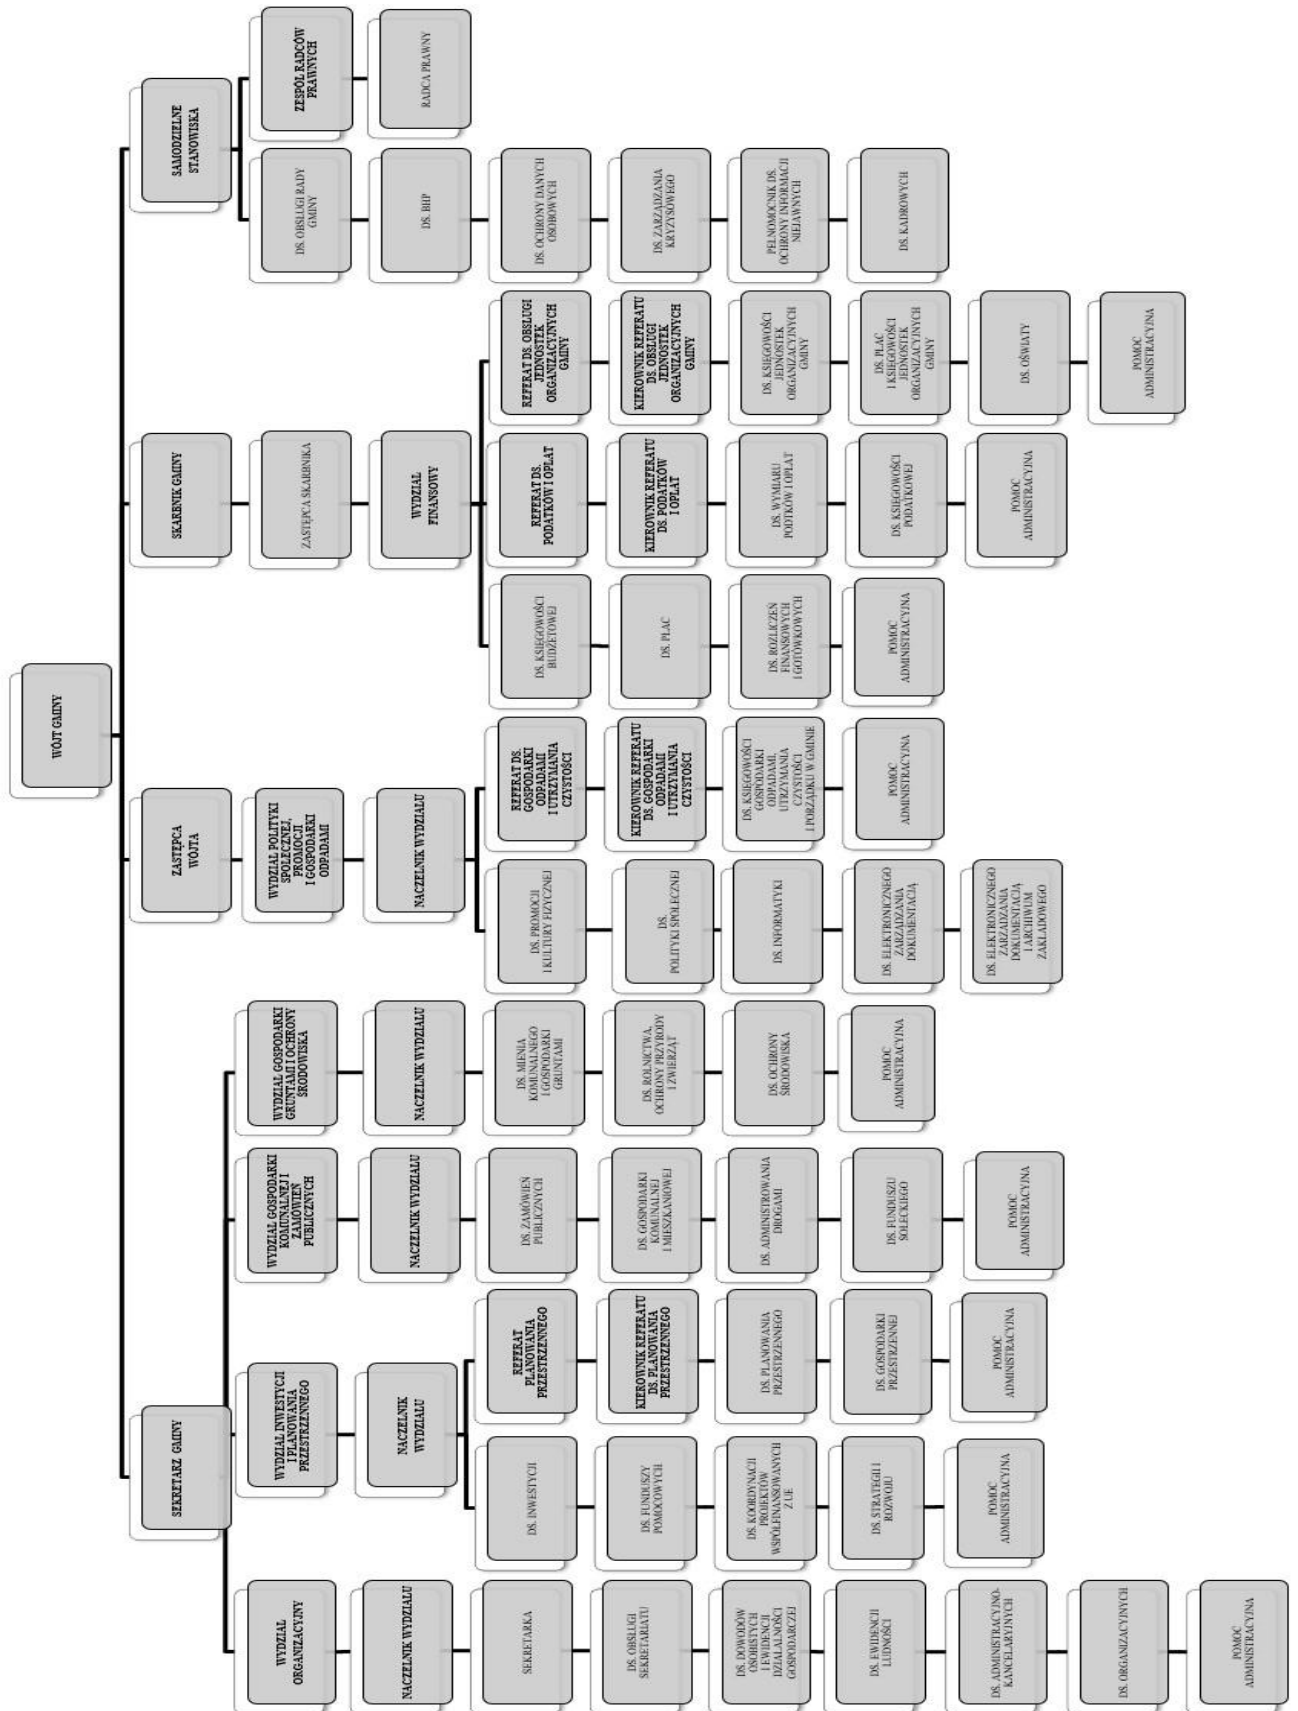 WÓJT GMINY
SEKRETARZ GMINY
WYDZIAŁ
ORGANIZACYJNY
NACZELNIK WYDZIAŁU
SEKRETARKA
DS. OBSŁUGI
SEKRETARIATU
DS. DOWODÓW
OSOBISTYCH
I EWIDENCJI
DZIAŁALNOŚCI
GOSPODARCZEJ
DS. EWIDENCJI
LUDNOŚCI
DS. ADMINISTRACYJNO-
KANCELARYJNYCH
DS. ORGANIZACYJNYCH
POMOC
ADMINISTRACYJNA
WYDZIAŁ INWESTYCJI
I PLANOWANIA
PRZESTRZENNEGO
NACZELNIK
WYDZIAŁU
DS. INWESTYCJI
DS. FUNDUSZY
POMOCOWYCH
DS. KOORDYNACJI
PROJEKTÓW
WSPÓŁFINANSOWANYCH
Z UE
DS. STRATEGII I
ROZWOJU
POMOC
ADMINISTRACYJNA
REFERAT
PLANOWANIA
PRZESTRZENNEGO
KIEROWNIK REFERATU
DS. PLANOWANIA
PRZESTRZENNEGO
DS. PLANOWANIA
PRZESTRZENNEGO
DS. GOSPODARKI
PRZESTRZENNEJ
POMOC
ADMINISTRACYJNA
WYDZIAŁ GOSPODARKI
KOMUNALNEJ I
ZAMÓWIEŃ
PUBLICZNYCH
NACZELNIK WYDZIAŁU
DS. ZAMÓWIEŃ
PUBLICZNYCH
DS. GOSPODARKI
KOMUNALNEJ
I MIESZKANIOWEJ
DS. ADMINISTROWANIA
DROGAMI
DS. FUNDUSZU
SOŁECKIEGO
POMOC
ADMINISTRACYJNA
WYDZIAŁ GOSPODARKI
GRUNTAMI I OCHRONY
ŚRODOWISKA
NACZELNIK WYDZIAŁU
DS. MIENIA
KOMUNALNEGO
I GOSPODARKI
GRUNTAMI
DS. ROLNICTWA,
OCHRONY PRZYRODY
I ZWIERZĄT
DS. OCHRONY
ŚRODOWISKA
POMOC
ADMINISTRACYJNA
ZASTĘPCA
WÓJTA
WYDZIAŁ POLITYKI
SPOŁECZNEJ,
PROMOCJI
I GOSPODARKI
ODPADAMI
NACZELNIK WYDZIAŁU
DS. PROMOCJI
I KULTURY FIZYCZNEJ
DS.
POLITYKI SPOŁECZNEJ
DS. INFORMATYKI
DS. ELEKTRONICZNEGO
ZARZĄDZANIA
DOKUMENTACJĄ
DS. ELEKTRONICZNEGO
ZARZĄDZANIA
DOKUMENTACJĄ
I ARCHIWUM
ZAKŁADOWEGO
REFERAT DS.
GOSPODARKI
ODPADAMI
I UTRZYMANIA
CZYSTOŚCI
KIEROWNIK REFERATU
DS. GOSPODARKI
ODPADAMI
I UTRZYMANIA
CZYSTOŚCI
DS. KSIĘGOWOŚCI
GOSPODARKI
ODPADAMI,
UTRZYMANIA
CZYSTOŚCI
I PORZĄDKU W GMINIE
POMOC
ADMINISTRACYJNA
SKARBNIK GMINY
ZASTĘPCA SKARBNIKA
WYDZIAŁ
FINANSOWY
DS. KSIĘGOWOŚCI
BUDŻETOWEJ
DS. PŁAC
DS. ROZLICZEŃ
FINANSOWYCH
I GOTÓWKOWYCH
POMOC
ADMINISTRACYJNA
REFERAT DS.
PODATKÓW I OPŁAT
KIEROWNIK REFERATU
DS. PODATKÓW
I OPŁAT
DS. WYMIARU
PODTKÓW I OPŁAT
DS. KSIĘGOWOŚCI
PODATKOWEJ
POMOC
ADMINISTRACYJNA
REFERAT DS. OBSŁUGI
JEDNOSTEK
ORGANIZACYJNYCH
GMINY
KIEROWNIK REFERATU
DS. OBSŁUGI
JEDNOSTEK
ORGANIZACYJNYCH
GMINY
DS. KSIĘGOWOŚCI
JEDNOSTEK
ORGANIZACYJNYCH
GMINY
DS. PŁAC
I KSIĘGOWOŚCI
JEDNOSTEK
ORGANIZACYJNYCH
GMINY
DS. OŚWIATY
POMOC
ADMINISTRACYJNA
SAMODZIELNE
STANOWISKA
DS. OBSŁUGI RADY
GMINY
DS. BHP
DS. OCHRONY DANYCH
OSOBOWYCH
DS. ZARZĄDZANIA
KRYZYSOWEGO
PEŁNOMOCNIK DS.
OCHRONY INFORMACJI
NIEJAWNYCH
DS. KADROWYCH
ZESPÓŁ RADCÓW
PRAWNYCH
RADCA PRAWNY